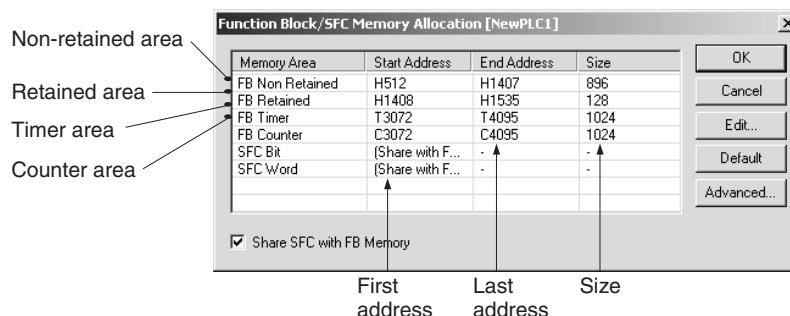 Function Block/SFC Memory Allocation [NewPLC1]
Non-retained area
Retained area
Timer area
Counter area
Memory Area Start Address End Address Size
FB Non Retained H512 H1407 896
FB Retained H1408 H1535 128
FB Timer T3072 T4095 1024
FB Counter C3072 C4095 1024
SFC Bit (Share with F... - -
SFC Word (Share with F... - -
OK
Cancel
Edit...
Default
Advanced...
Share SFC with FB Memory
First address
Last address
Size